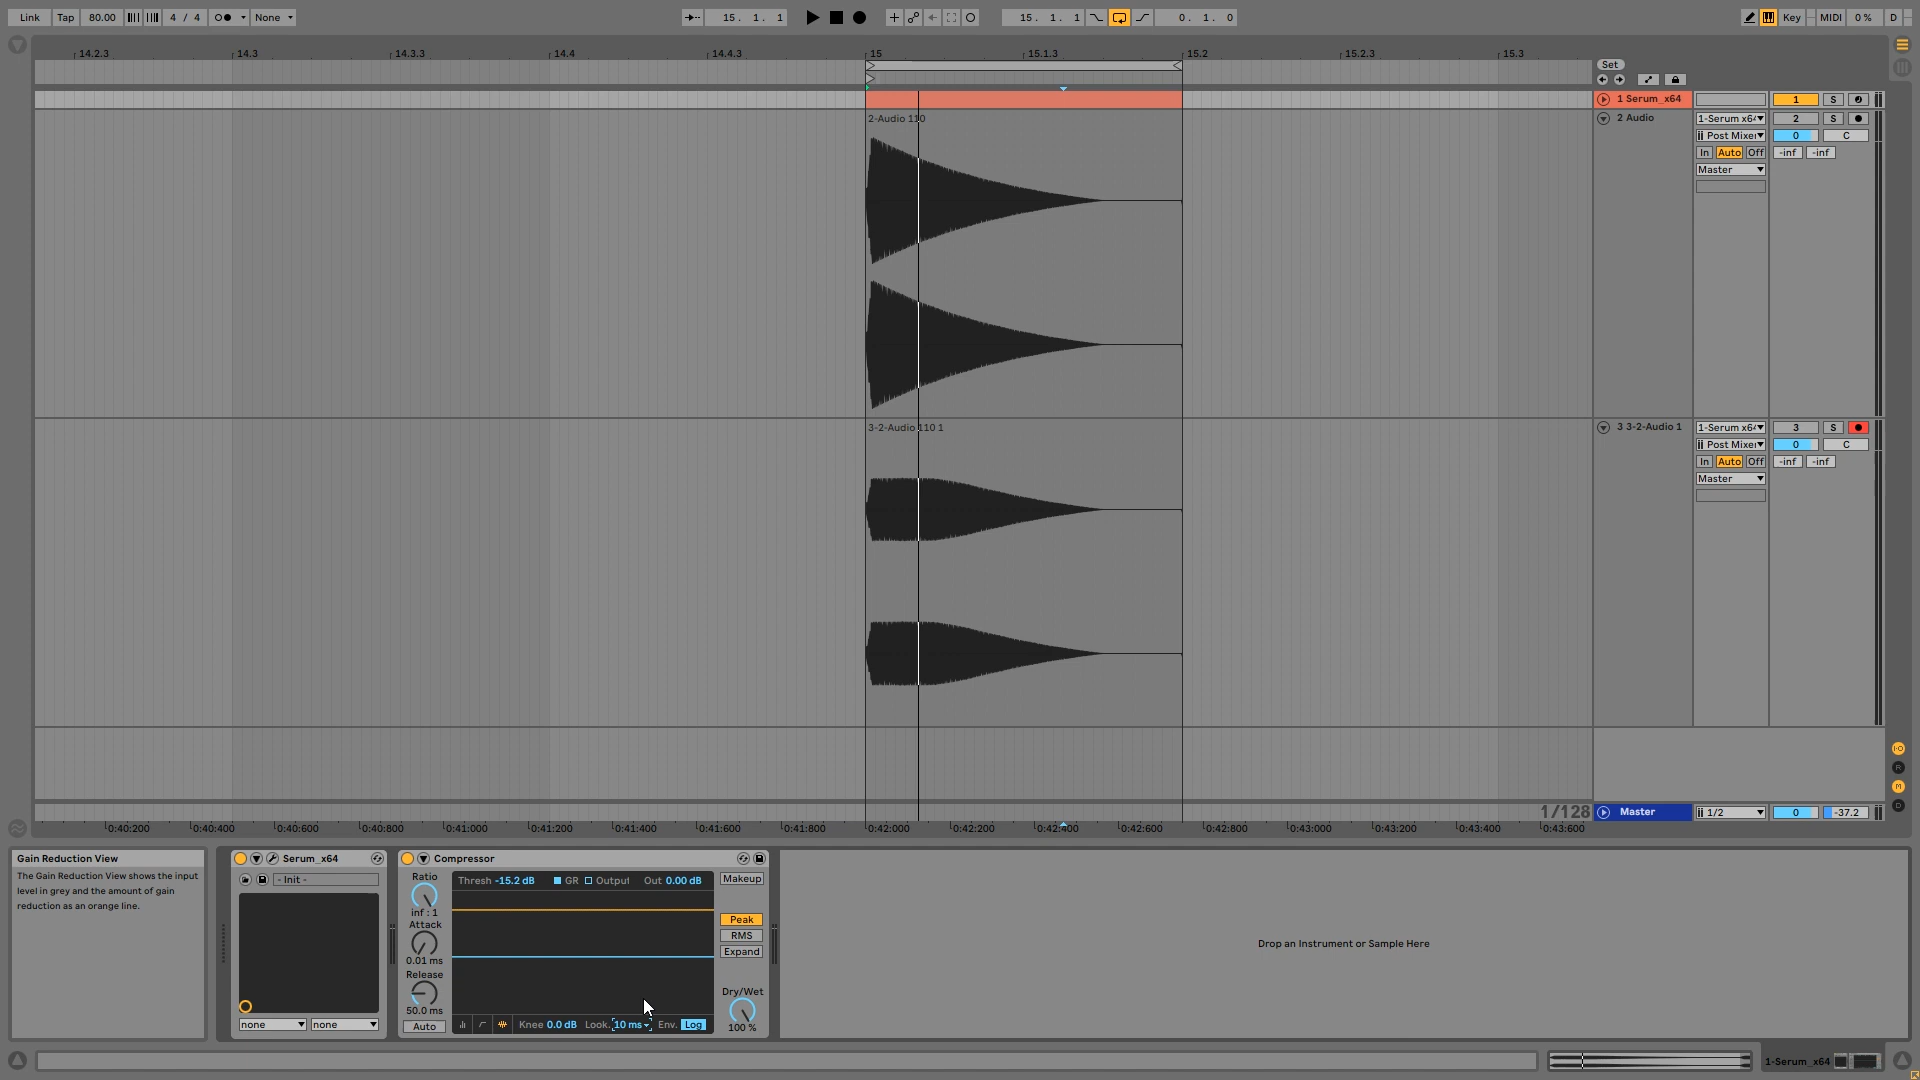 Link Tap 80.00 4 / 4 None 15. 1. 1 15. 1. 1 0. 1. 0 Key MIDI 0 % D
14.2.3 14.3 14.3.3 14.4 14.4.3 15 15.1.3 15.2 15.2.3 15.3
Set
1 Serum_x64 1 S
2-Audio 110 2 Audio 1-Serum x64 2 S
Post Mixer 0 C
In Auto Off -inf -inf
Master
3-2-Audio 110 1 3 3-2-Audio 1 1-Serum x64 3 S
Post Mixer 0 C
In Auto Off -inf -inf
Master
I·O
R
M
D
1/128 Master 1/2 0 -37.2
0:40:200 0:40:400 0:40:600 0:40:800 0:41:000 0:41:200 0:41:400 0:41:600 0:41:800 0:42:000 0:42:200 0:42:400 0:42:600 0:42:800 0:43:000 0:43:200 0:43:400 0:43:600
Gain Reduction View
The Gain Reduction View shows the input
level in grey and the amount of gain
reduction as an orange line.
Serum_x64
- Init -
none none
Compressor
Ratio
inf : 1
Attack
0.01 ms
Release
50.0 ms
Auto
Thresh -15.2 dB GR Output Out 0.00 dB
Knee 0.0 dB Look. 10 ms Env. Log
Makeup
Peak
RMS
Expand
Dry/Wet
100 %
Drop an Instrument or Sample Here
1-Serum_x64